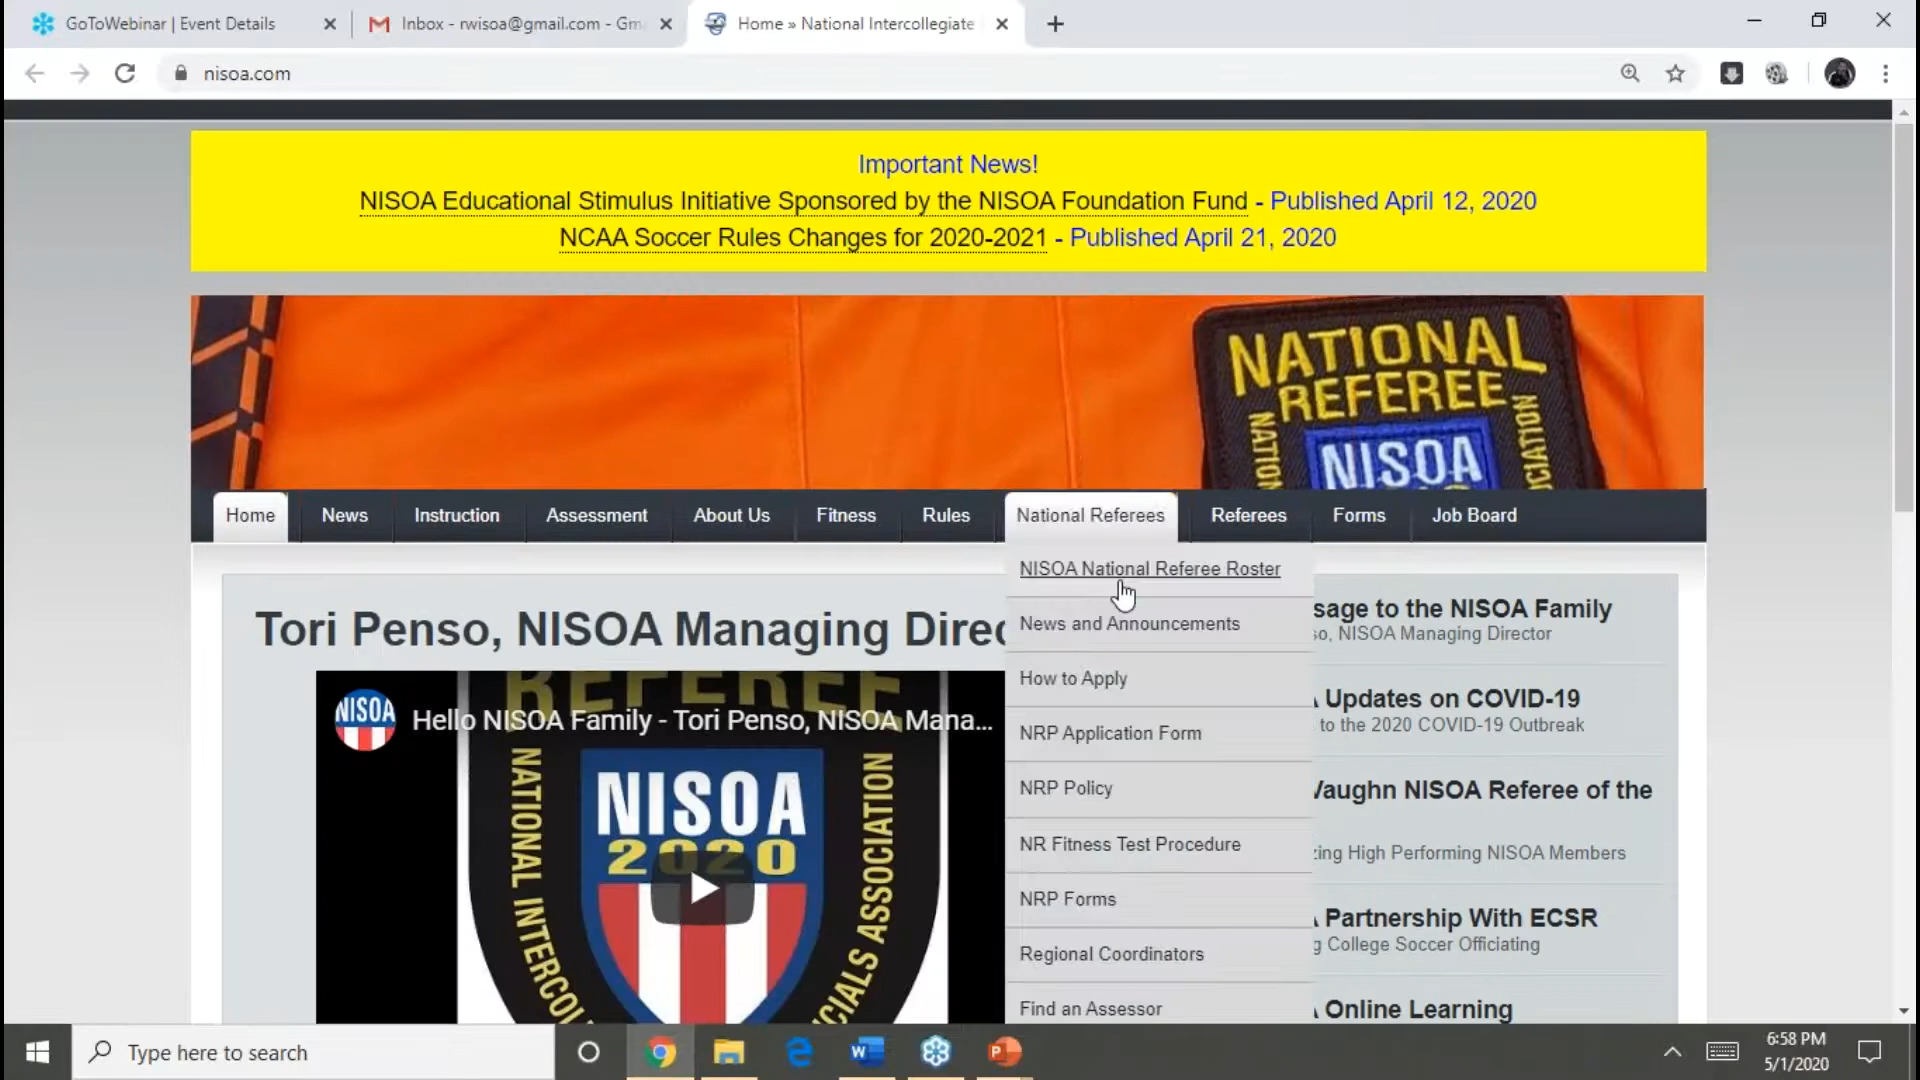 GoToWebinar | Event Details
Inbox - rwisoa@gmail.com - Gm
Home » National Intercollegiate
nisoa.com
Important News!
NISOA Educational Stimulus Initiative Sponsored by the NISOA Foundation Fund - Published April 12, 2020
NCAA Soccer Rules Changes for 2020-2021 - Published April 21, 2020
NATIONAL
REFEREE
NISOA
Home News Instruction Assessment About Us Fitness Rules National Referees Referees Forms Job Board
NISOA National Referee Roster
News and Announcements
How to Apply
NRP Application Form
NRP Policy
NR Fitness Test Procedure
NRP Forms
Regional Coordinators
Find an Assessor
Tori Penso, NISOA Managing Direc
NISOA
Hello NISOA Family - Tori Penso, NISOA Mana...
REFEREE
NISOA
2020
NATIONAL INTERCOL
CIALS ASSOCIATION
sage to the NISOA Family
so, NISOA Managing Director
Updates on COVID-19
to the 2020 COVID-19 Outbreak
Vaughn NISOA Referee of the
zing High Performing NISOA Members
Partnership With ECSR
g College Soccer Officiating
Online Learning
Type here to search
6:58 PM
5/1/2020